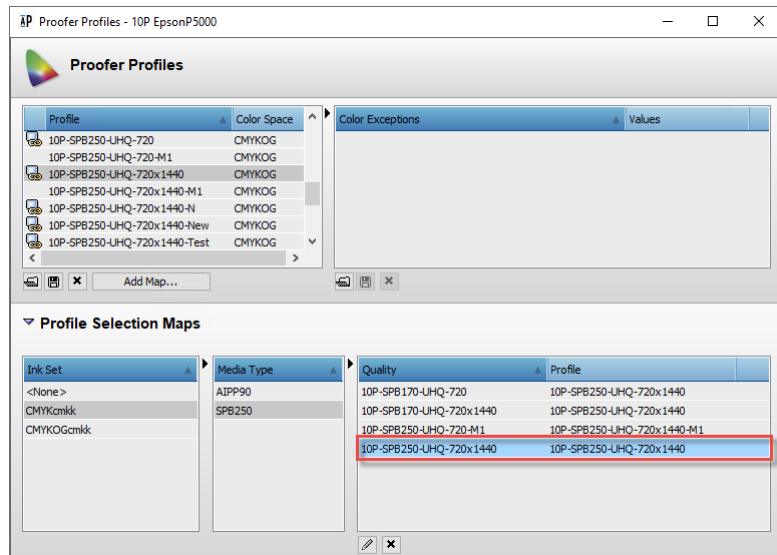 AP Proofer Profiles - 10P EpsonP5000
Proofer Profiles
Profile Color Space Color Exceptions Values
10P-SPB250-UHQ-720 CMYKOG
10P-SPB250-UHQ-720-M1 CMYKOG
10P-SPB250-UHQ-720x1440 CMYKOG
10P-SPB250-UHQ-720x1440-M1 CMYKOG
10P-SPB250-UHQ-720x1440-N CMYKOG
10P-SPB250-UHQ-720x1440-New CMYKOG
10P-SPB250-UHQ-720x1440-Test CMYKOG
Add Map...
Profile Selection Maps
Ink Set Media Type Quality Profile
<None> AIPP90 10P-SPB170-UHQ-720 10P-SPB250-UHQ-720x1440
CMYKcmkk SPB250 10P-SPB170-UHQ-720x1440 10P-SPB250-UHQ-720x1440
CMYKOGcmkk 10P-SPB250-UHQ-720-M1 10P-SPB250-UHQ-720x1440-M1
10P-SPB250-UHQ-720x1440 10P-SPB250-UHQ-720x1440